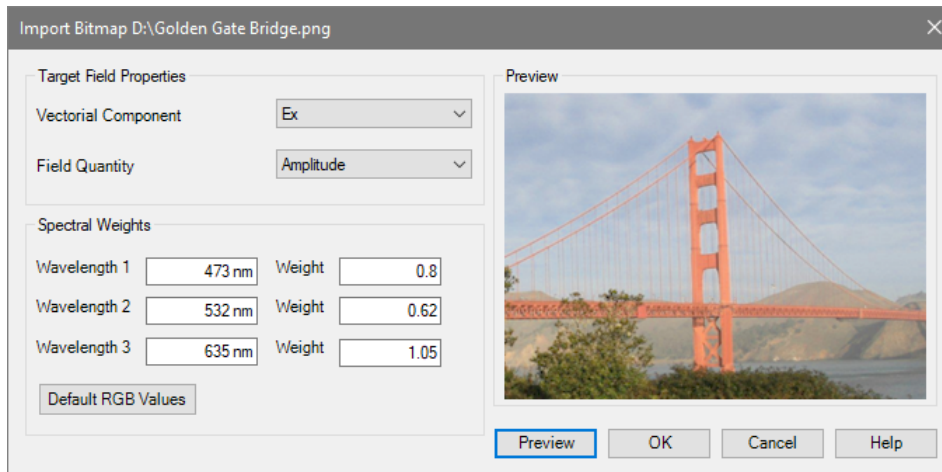 Import Bitmap D:\Golden Gate Bridge.png
Target Field Properties
Vectorial Component Ex
Field Quantity Amplitude
Spectral Weights
Wavelength 1 473 nm Weight 0.8
Wavelength 2 532 nm Weight 0.62
Wavelength 3 635 nm Weight 1.05
Default RGB Values
Preview
Preview OK Cancel Help